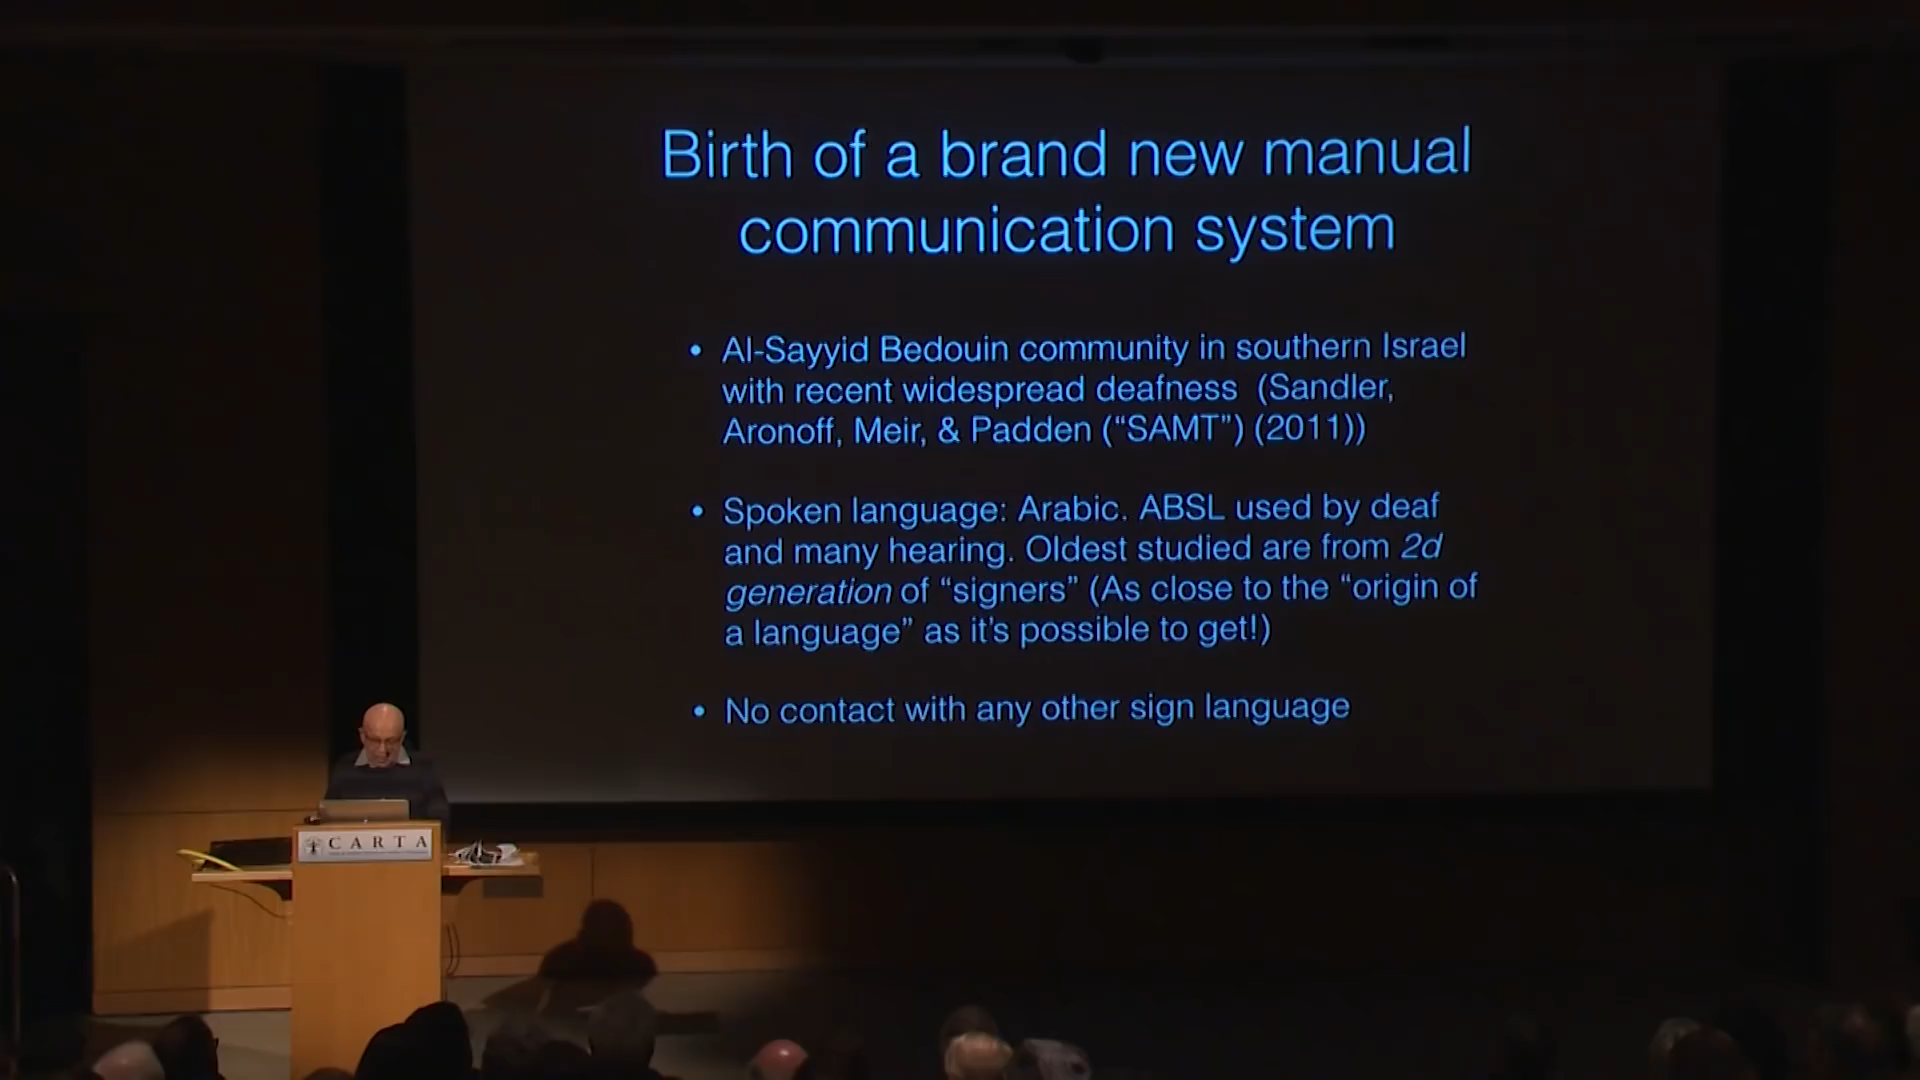 Birth of a brand new manual
communication system
• Al-Sayyid Bedouin community in southern Israel
with recent widespread deafness (Sandler,
Aronoff, Meir, & Padden (“SAMT”) (2011))
• Spoken language: Arabic. ABSL used by deaf
and many hearing. Oldest studied are from 2d
generation of “signers” (As close to the “origin of
a language” as it’s possible to get!)
• No contact with any other sign language
CARTA